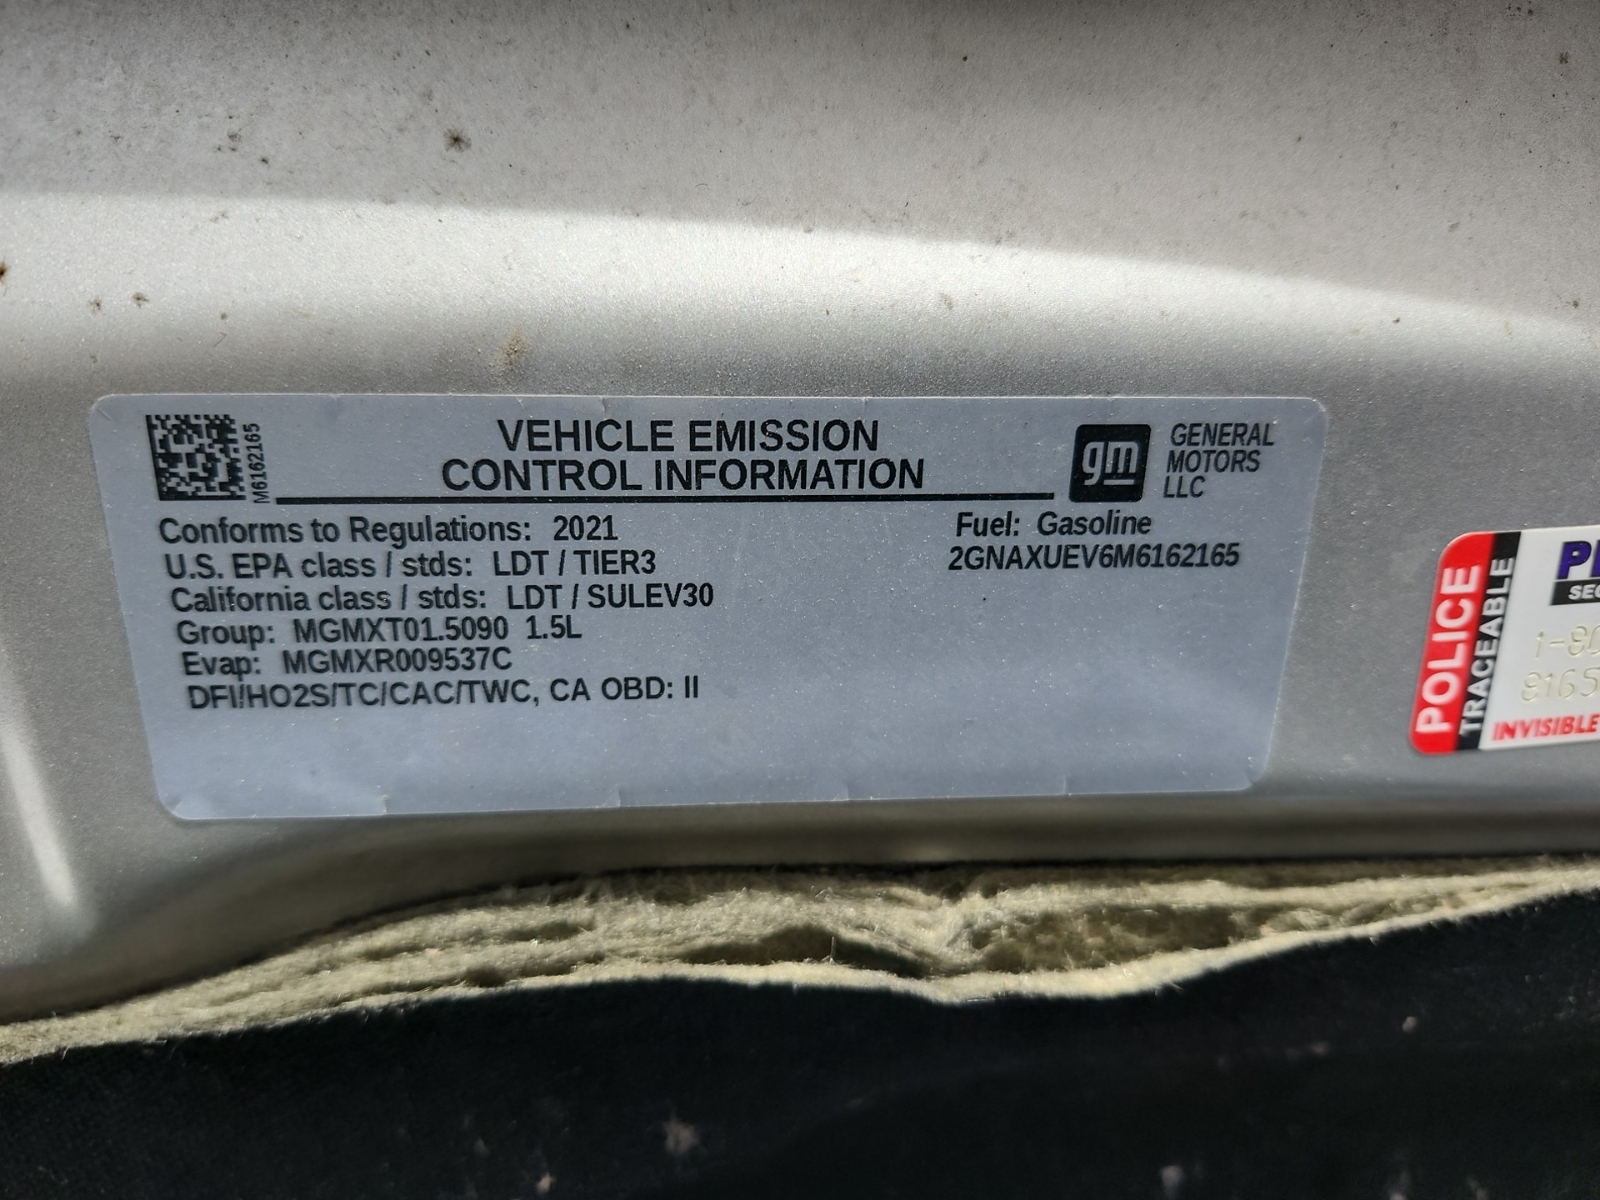 M6162165
VEHICLE EMISSION
CONTROL INFORMATION
gm
GENERAL
MOTORS
LLC
Conforms to Regulations: 2021
U.S. EPA class / stds: LDT / TIER3
California class / stds: LDT / SULEV30
Group: MGMXT01.5090 1.5L
Evap: MGMXR009537C
DFI/HO2S/TC/CAC/TWC, CA OBD: II
Fuel: Gasoline
2GNAXUEV6M6162165
POLICE
TRACEABLE
INVISIBLE